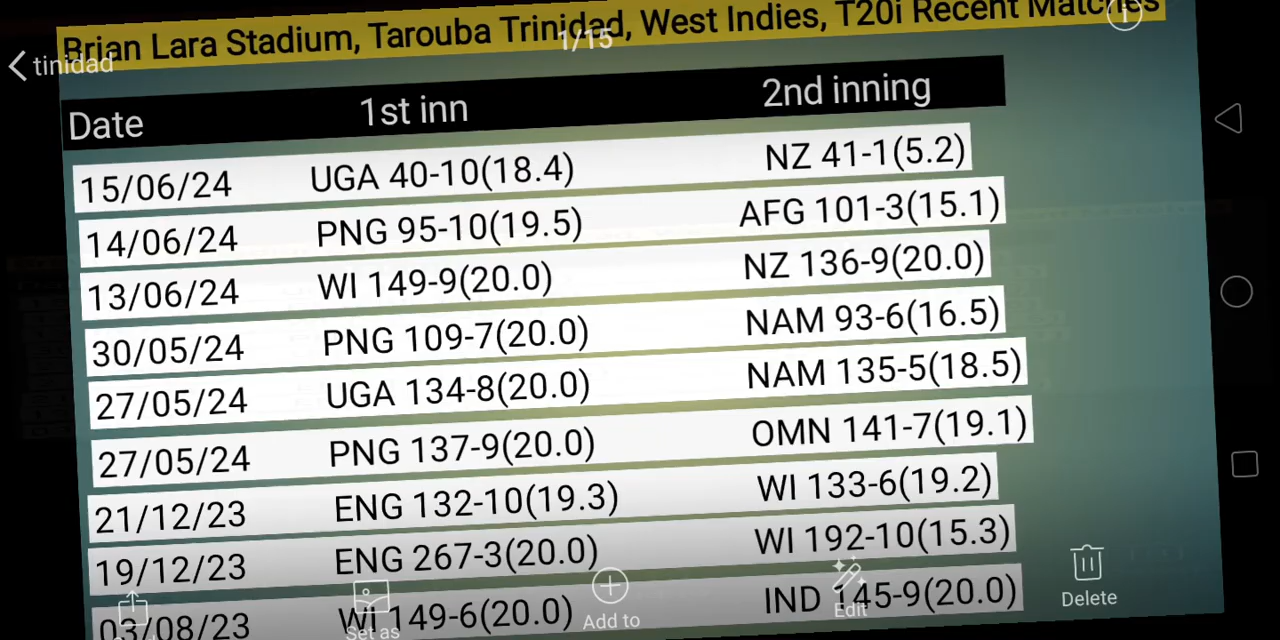 Brian Lara Stadium, Tarouba Trinidad, West Indies, T20i Recent Matches
1/15
tinidad
Date 1st inn 2nd inning
15/06/24 UGA 40-10(18.4) NZ 41-1(5.2)
14/06/24 PNG 95-10(19.5) AFG 101-3(15.1)
13/06/24 WI 149-9(20.0) NZ 136-9(20.0)
30/05/24 PNG 109-7(20.0) NAM 93-6(16.5)
27/05/24 UGA 134-8(20.0) NAM 135-5(18.5)
27/05/24 PNG 137-9(20.0) OMN 141-7(19.1)
21/12/23 ENG 132-10(19.3) WI 133-6(19.2)
19/12/23 ENG 267-3(20.0) WI 192-10(15.3)
03/08/23 WI 149-6(20.0) IND 145-9(20.0)
Set as Add to Edit Delete